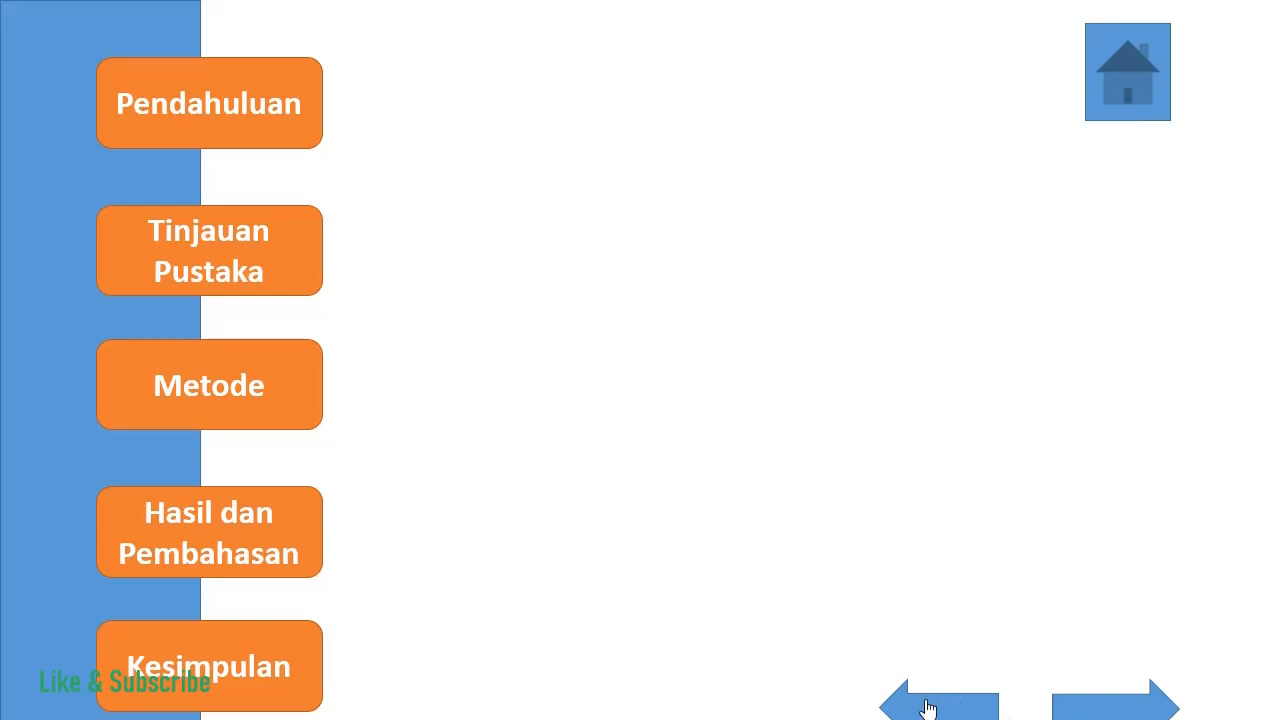 Pendahuluan
Tinjauan
Pustaka
Metode
Hasil dan
Pembahasan
Kesimpulan
Like & Subscribe